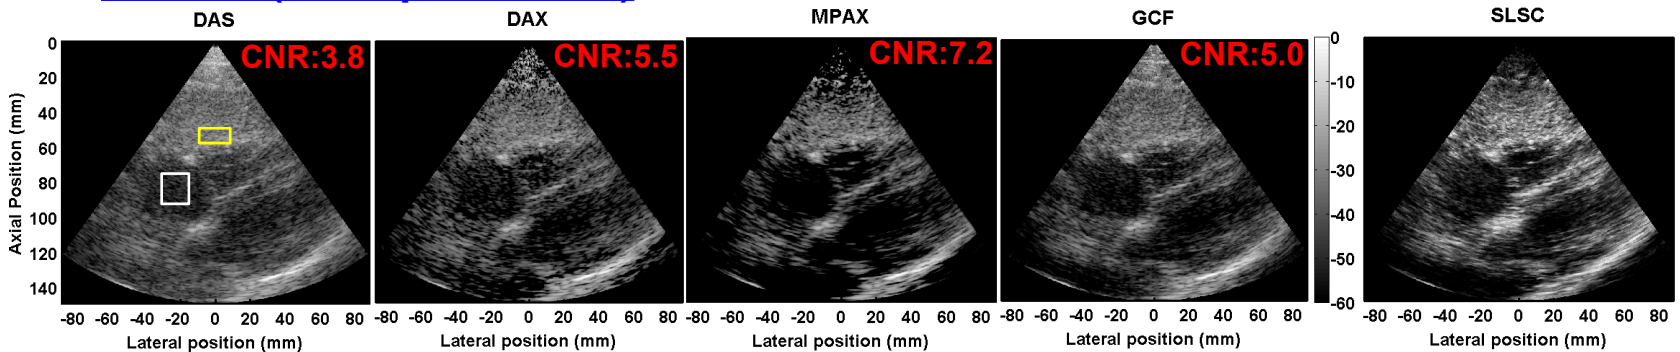 DAS
DAX
MPAX
GCF
SLSC
CNR:3.8
CNR:5.5
CNR:7.2
CNR:5.0
Axial Position (mm)
0
20
40
60
80
100
120
140
0
-10
-20
-30
-40
-50
-60
-80 -60 -40 -20 0 20 40 60 80
-80 -60 -40 -20 0 20 40 60 80
-80 -60 -40 -20 0 20 40 60 80
-80 -60 -40 -20 0 20 40 60 80
-80 -60 -40 -20 0 20 40 60 80
Lateral position (mm)
Lateral position (mm)
Lateral position (mm)
Lateral position (mm)
Lateral position (mm)